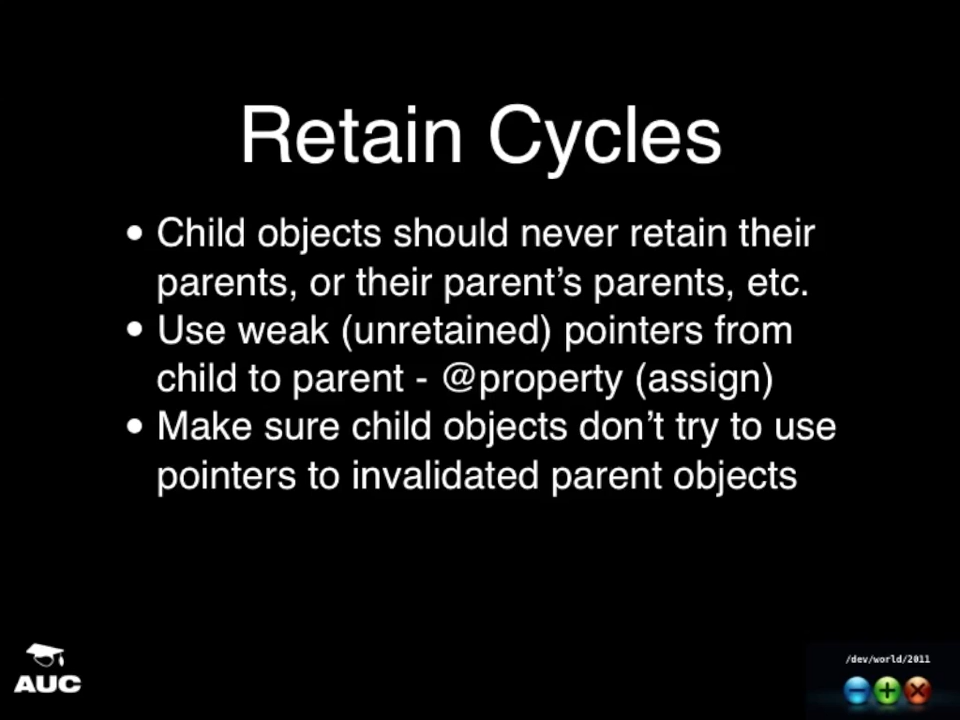 Retain Cycles
• Child objects should never retain their
parents, or their parent’s parents, etc.
• Use weak (unretained) pointers from
child to parent - @property (assign)
• Make sure child objects don’t try to use
pointers to invalidated parent objects
AUC
/dev/world/2011